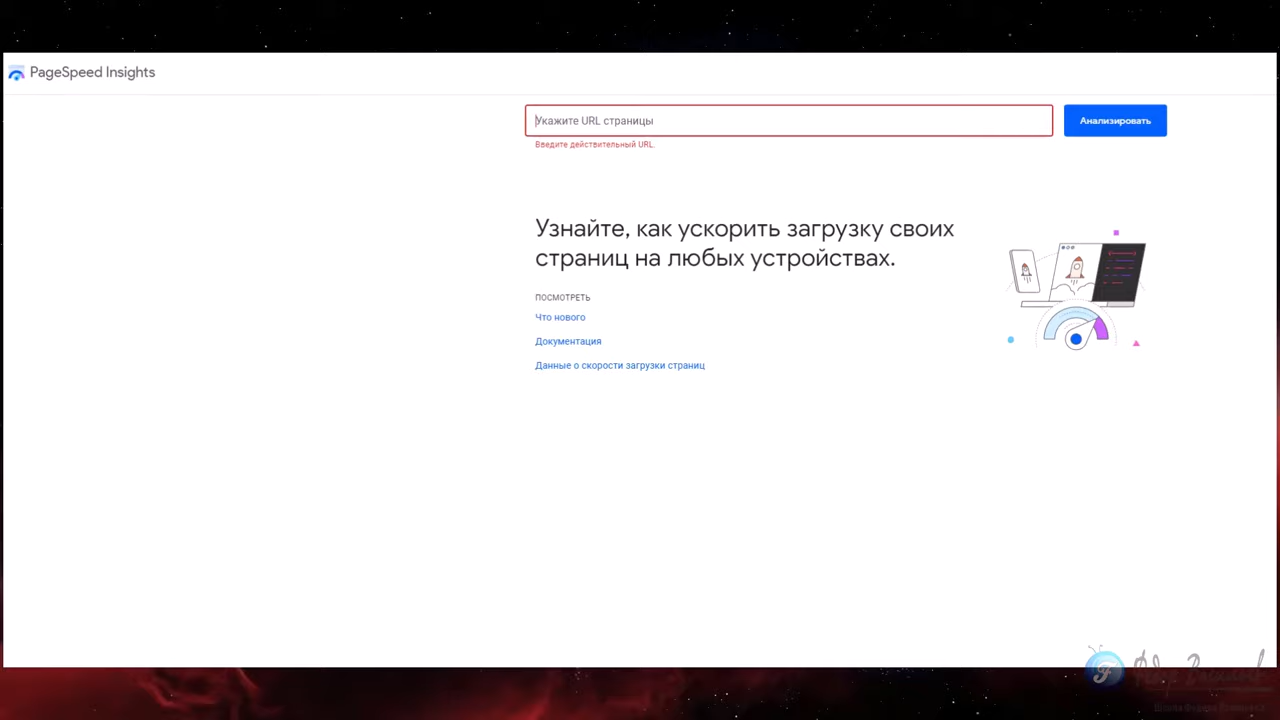 PageSpeed Insights
Укажите URL страницы
Анализировать
Введите действительный URL.
Узнайте, как ускорить загрузку своих
страниц на любых устройствах.
ПОСМОТРЕТЬ
Что нового
Документация
Данные о скорости загрузки страниц